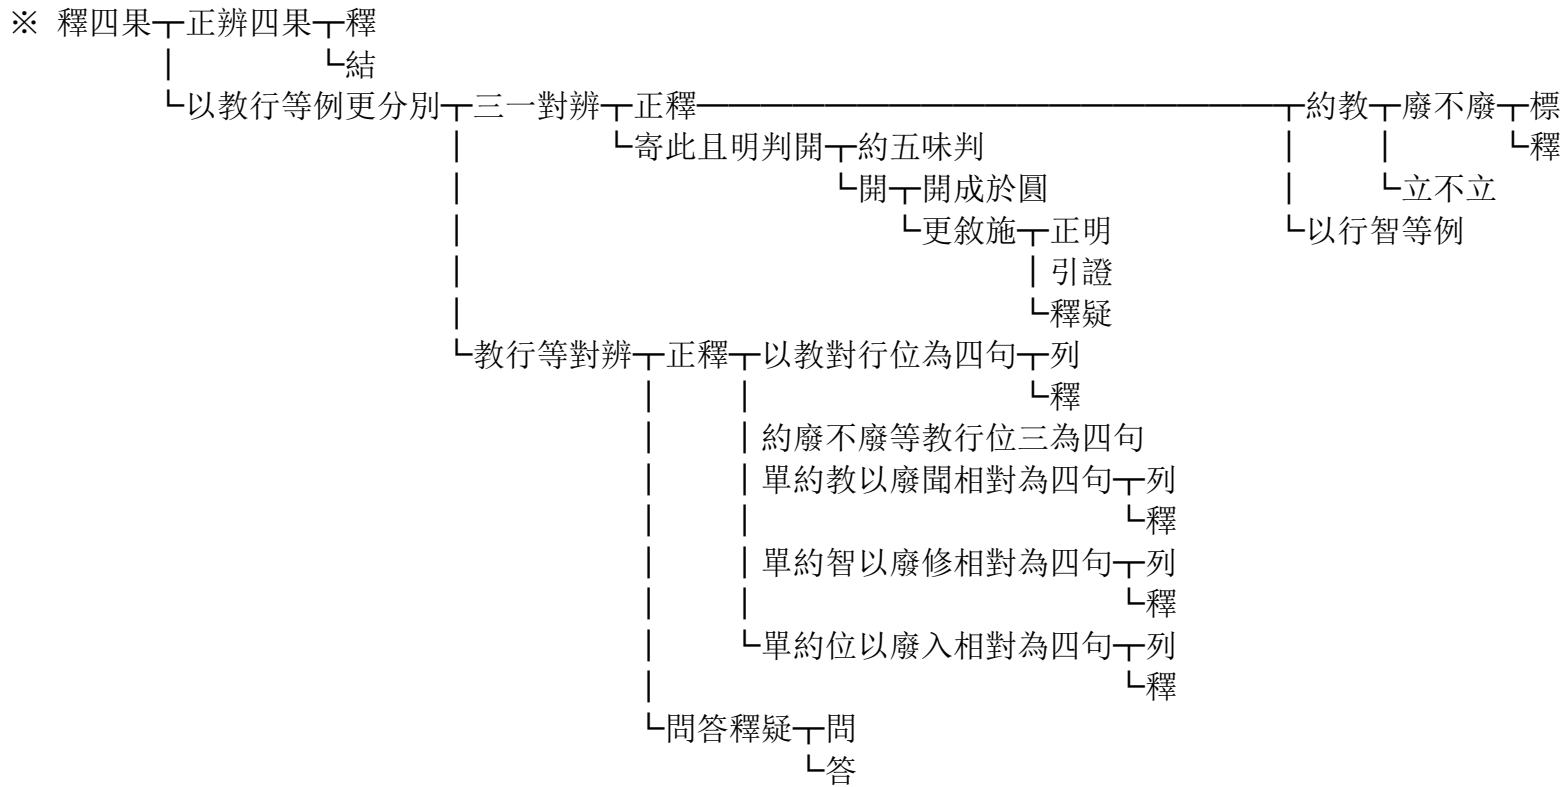 ※ 釋四果┬正辨四果┬釋
│ └結
└以教行等例更分別┬三一對辨┬正釋──────────────────┬約教┬廢不廢┬標
│ └寄此且明判開┬約五味判 │ │ └釋
│ └開┬開成於圓 │ └立不立
│ └更敘施┬正明 └以行智等例
│ │引證
│ └釋疑
└教行等對辨┬正釋┬以教對行位為四句┬列
│ │ └釋
│ │約廢不廢等教行位三為四句
│ │單約教以廢聞相對為四句┬列
│ │ └釋
│ │單約智以廢修相對為四句┬列
│ │ └釋
│ └單約位以廢入相對為四句┬列
│ └釋
└問答釋疑┬問
└答